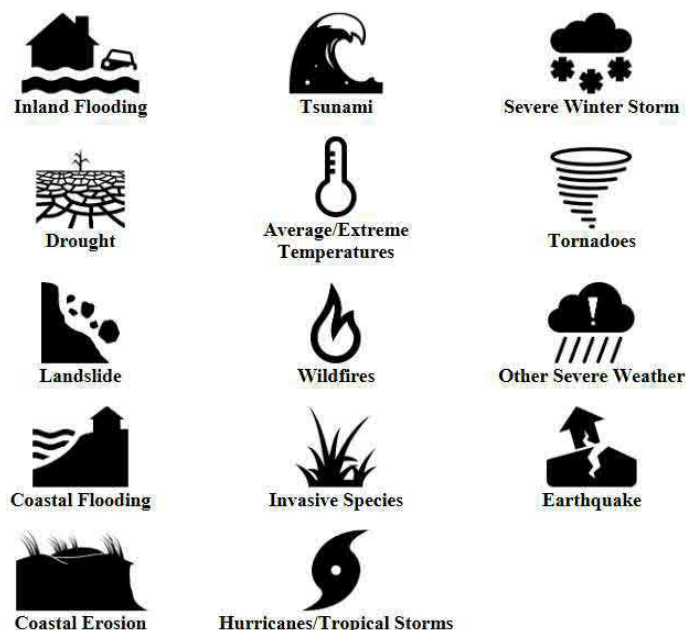 Inland Flooding
Tsunami
Severe Winter Storm
Drought
Average/Extreme
Temperatures
Tornadoes
Landslide
Wildfires
Other Severe Weather
Coastal Flooding
Invasive Species
Earthquake
Coastal Erosion
Hurricanes/Tropical Storms